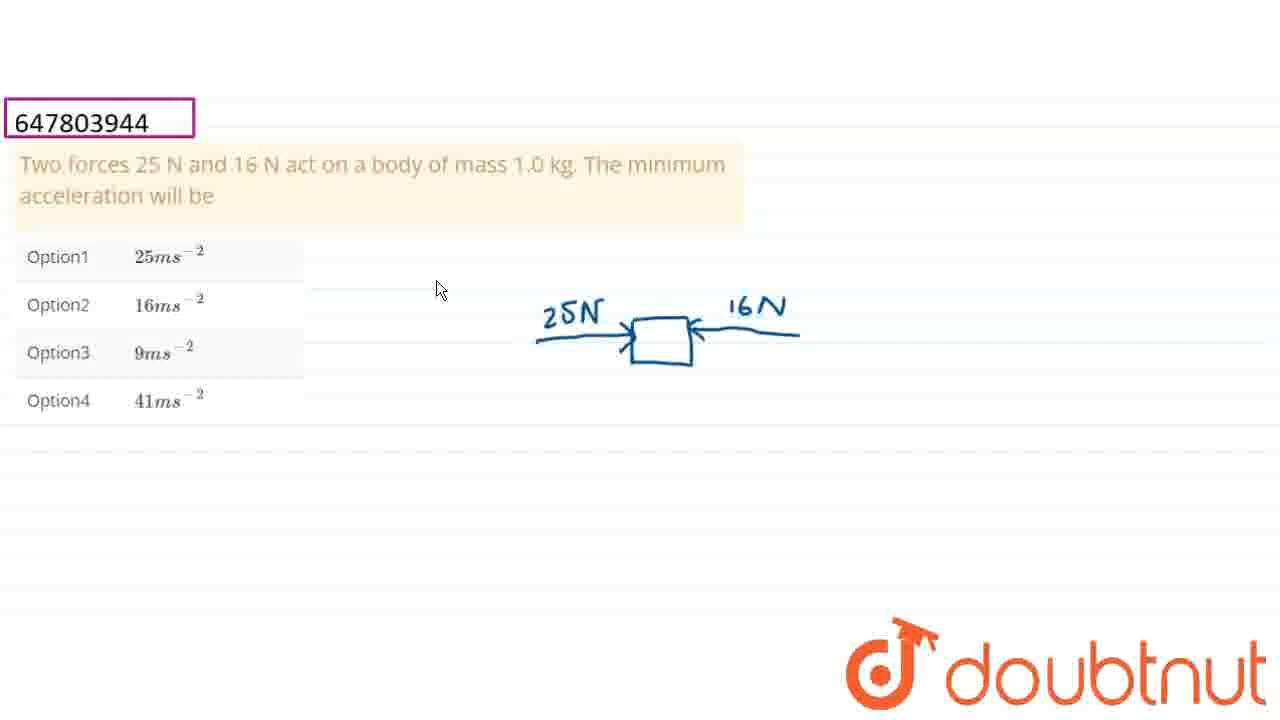 647803944
Two forces 25 N and 16 N act on a body of mass 1.0 kg. The minimum
acceleration will be
Option1 25ms⁻²
Option2 16ms⁻²
Option3 9ms⁻²
Option4 41ms⁻²
25N 16N
doubtnut